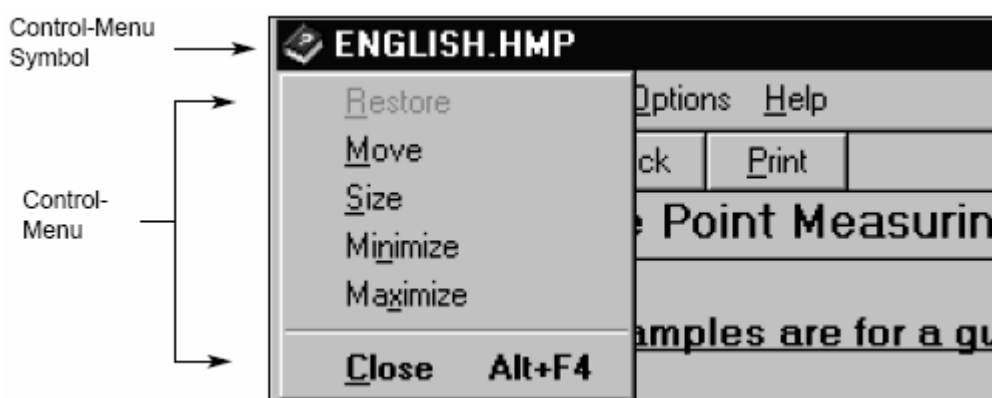 Control-Menu
Symbol
ENGLISH.HMP
Restore
Options Help
Move
ck Print
Control-
Menu
Size
e Point Measurin
Minimize
Maximize
amples are for a gu
Close Alt+F4